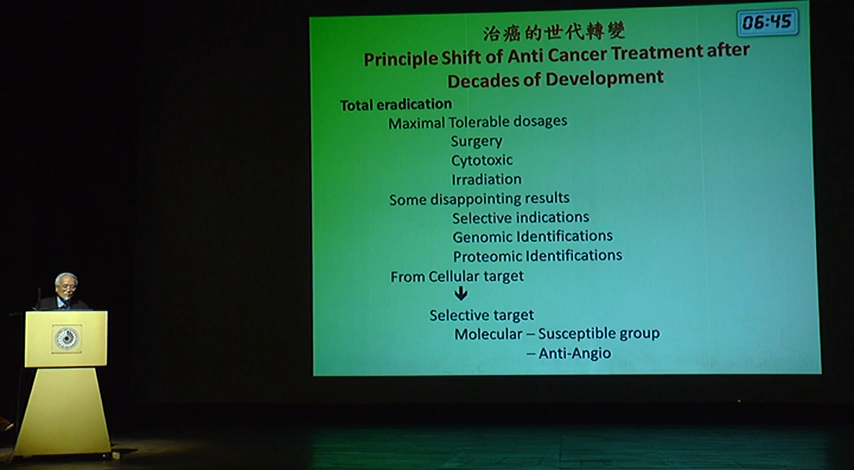 治癌的世代轉變
06:45
Principle Shift of Anti Cancer Treatment after
Decades of Development
Total eradication
Maximal Tolerable dosages
Surgery
Cytotoxic
Irradiation
Some disappointing results
Selective indications
Genomic Identifications
Proteomic Identifications
From Cellular target
↓
Selective target
Molecular – Susceptible group
– Anti-Angio